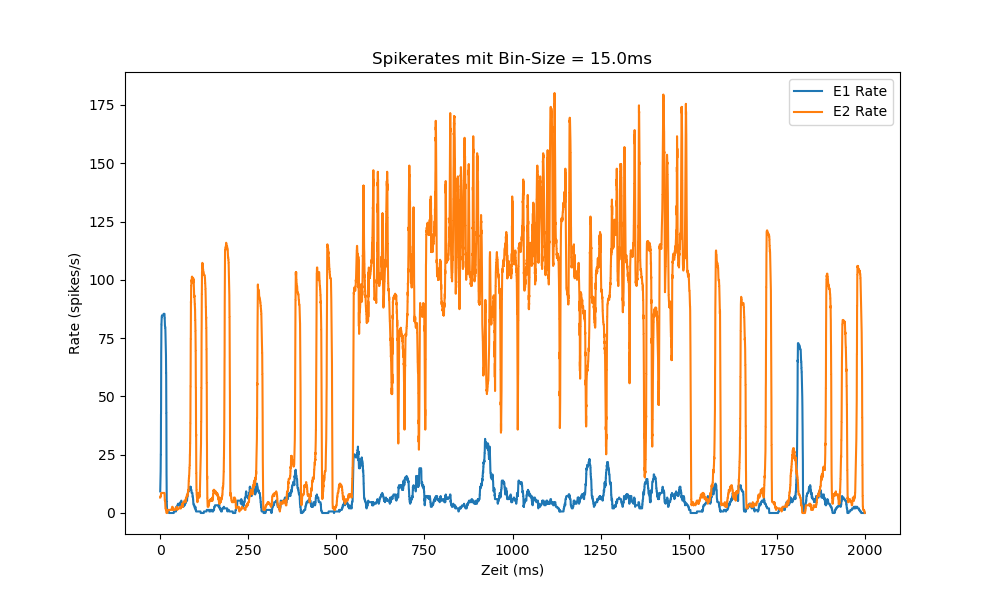 Spikerates mit Bin-Size = 15.0ms
E1 Rate
E2 Rate
Rate (spikes/s)
175
150
125
100
75
50
25
0
0 250 500 750 1000 1250 1500 1750 2000
Zeit (ms)